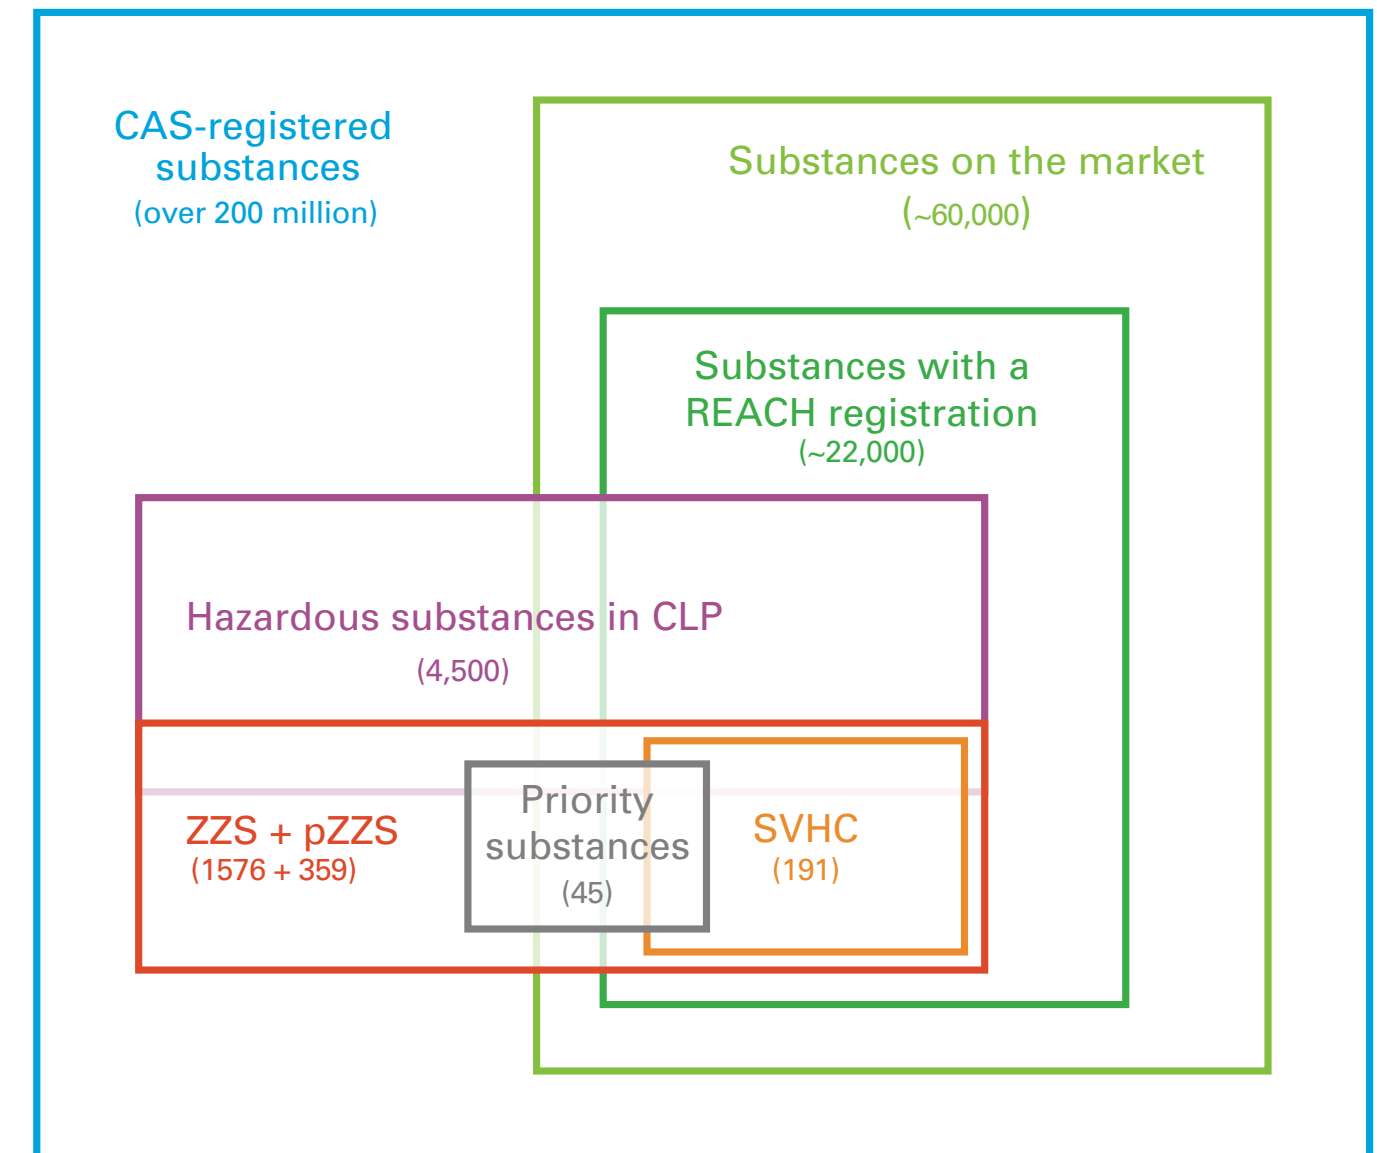 CAS-registered
substances
(over 200 million)
Substances on the market
(~60,000)
Substances with a
REACH registration
(~22,000)
Hazardous substances in CLP
(4,500)
ZZS + pZZS
(1576 + 359)
Priority
substances
(45)
SVHC
(191)